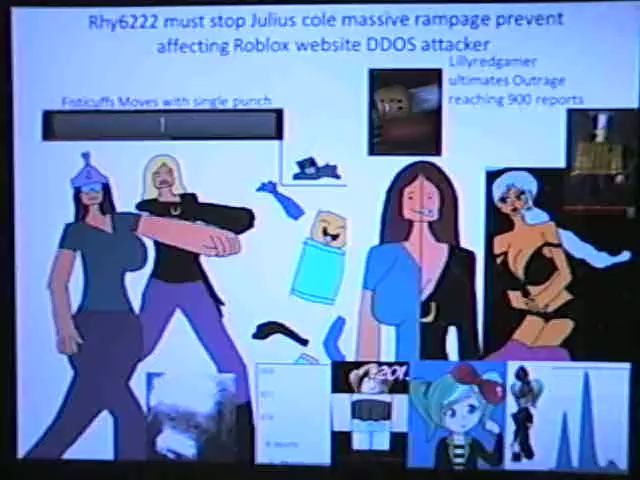 Rhy6222 must stop Julius cole massive rampage prevent
affecting Roblox website DDOS attacker
Lillyredgamer
ultimates Outrage
reaching 900 reports
Fisticuffs Moves with single punch
201.